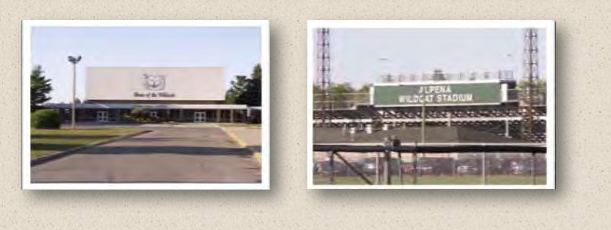 Home of the Wildcats
ALPENA
WILDCAT STADIUM